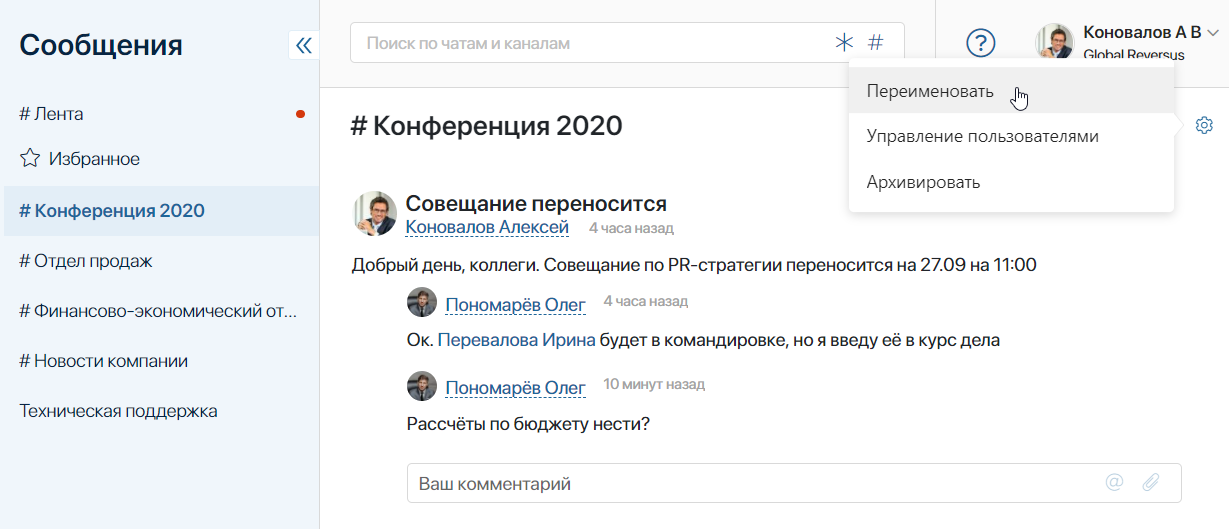 Сообщения
# Лента
Избранное
# Конференция 2020
# Отдел продаж
# Финансово-экономический от...
# Новости компании
Техническая поддержка
Поиск по чатам и каналам
#
?
Коновалов А В
Global Reversus
Переименовать
Управление пользователями
Архивировать
# Конференция 2020
Совещание переносится
Коновалов Алексей 4 часа назад
Добрый день, коллеги. Совещание по PR-стратегии переносится на 27.09 на 11:00
Пономарёв Олег 4 часа назад
Ок. Перевалова Ирина будет в командировке, но я введу её в курс дела
Пономарёв Олег 10 минут назад
Рассчёты по бюджету нести?
Ваш комментарий @